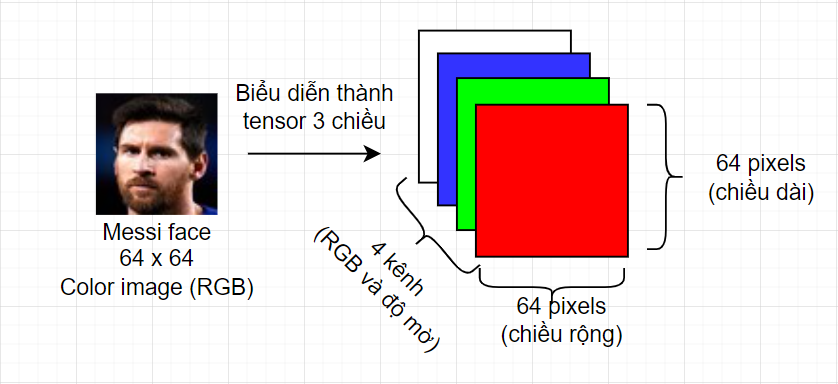 Biểu diễn thành
tensor 3 chiều
Messi face
64 x 64
Color image (RGB)
4 kênh
(RGB và độ mờ)
64 pixels
(chiều dài)
64 pixels
(chiều rộng)